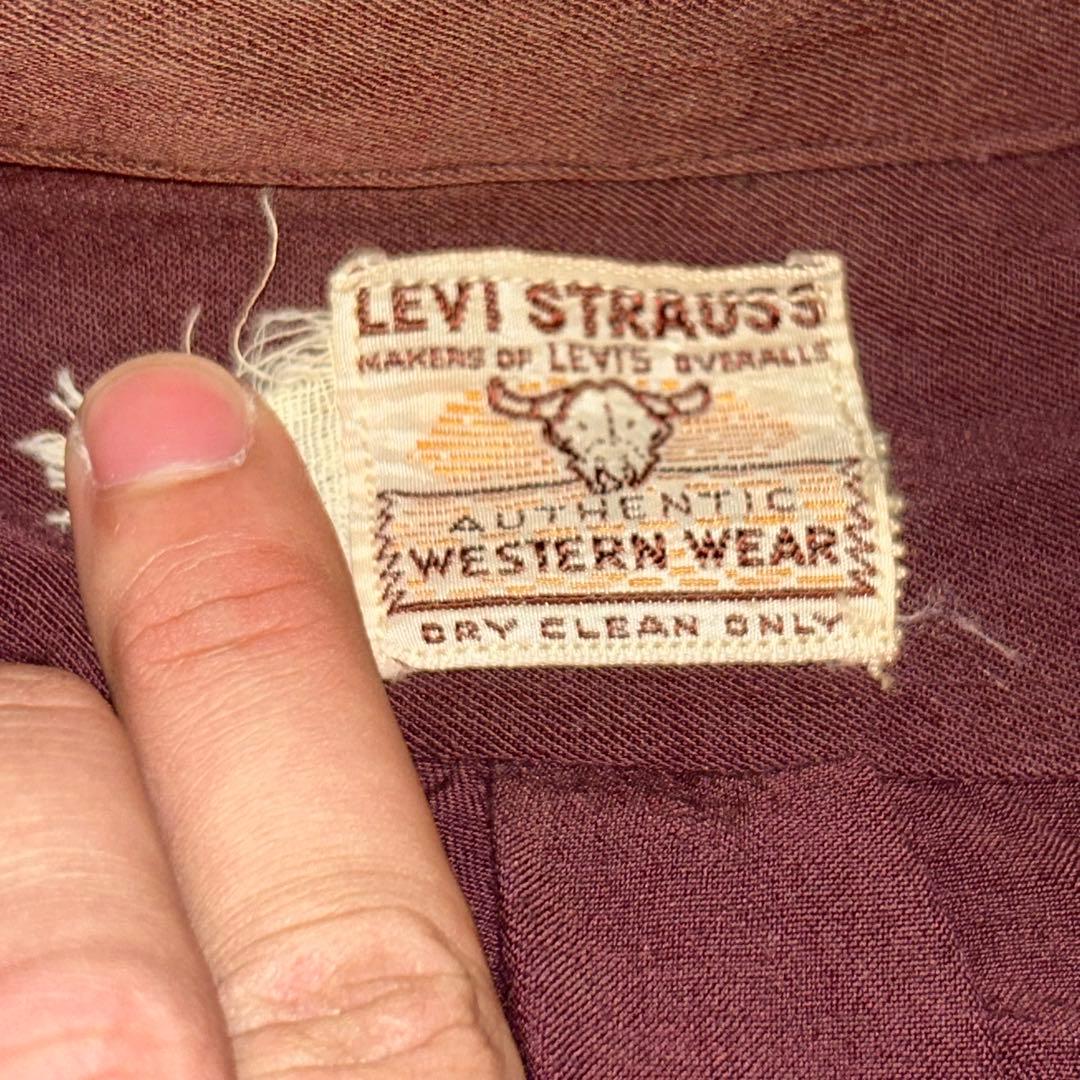 LEVI STRAUSS
MAKERS OF LEVI'S OVERALLS
AUTHENTIC
WESTERN WEAR
DRY CLEAN ONLY